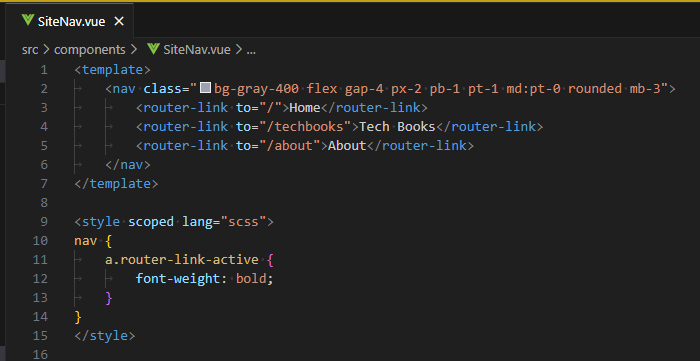 SiteNav.vue ×
src > components > SiteNav.vue > ...
1 <template>
2 <nav class="bg-gray-400 flex gap-4 px-2 pb-1 pt-1 md:pt-0 rounded mb-3">
3 <router-link to="/">Home</router-link>
4 <router-link to="/techbooks">Tech Books</router-link>
5 <router-link to="/about">About</router-link>
6 </nav>
7 </template>
8
9 <style scoped lang="scss">
10 nav {
11 a.router-link-active {
12 font-weight: bold;
13 }
14 }
15 </style>
16